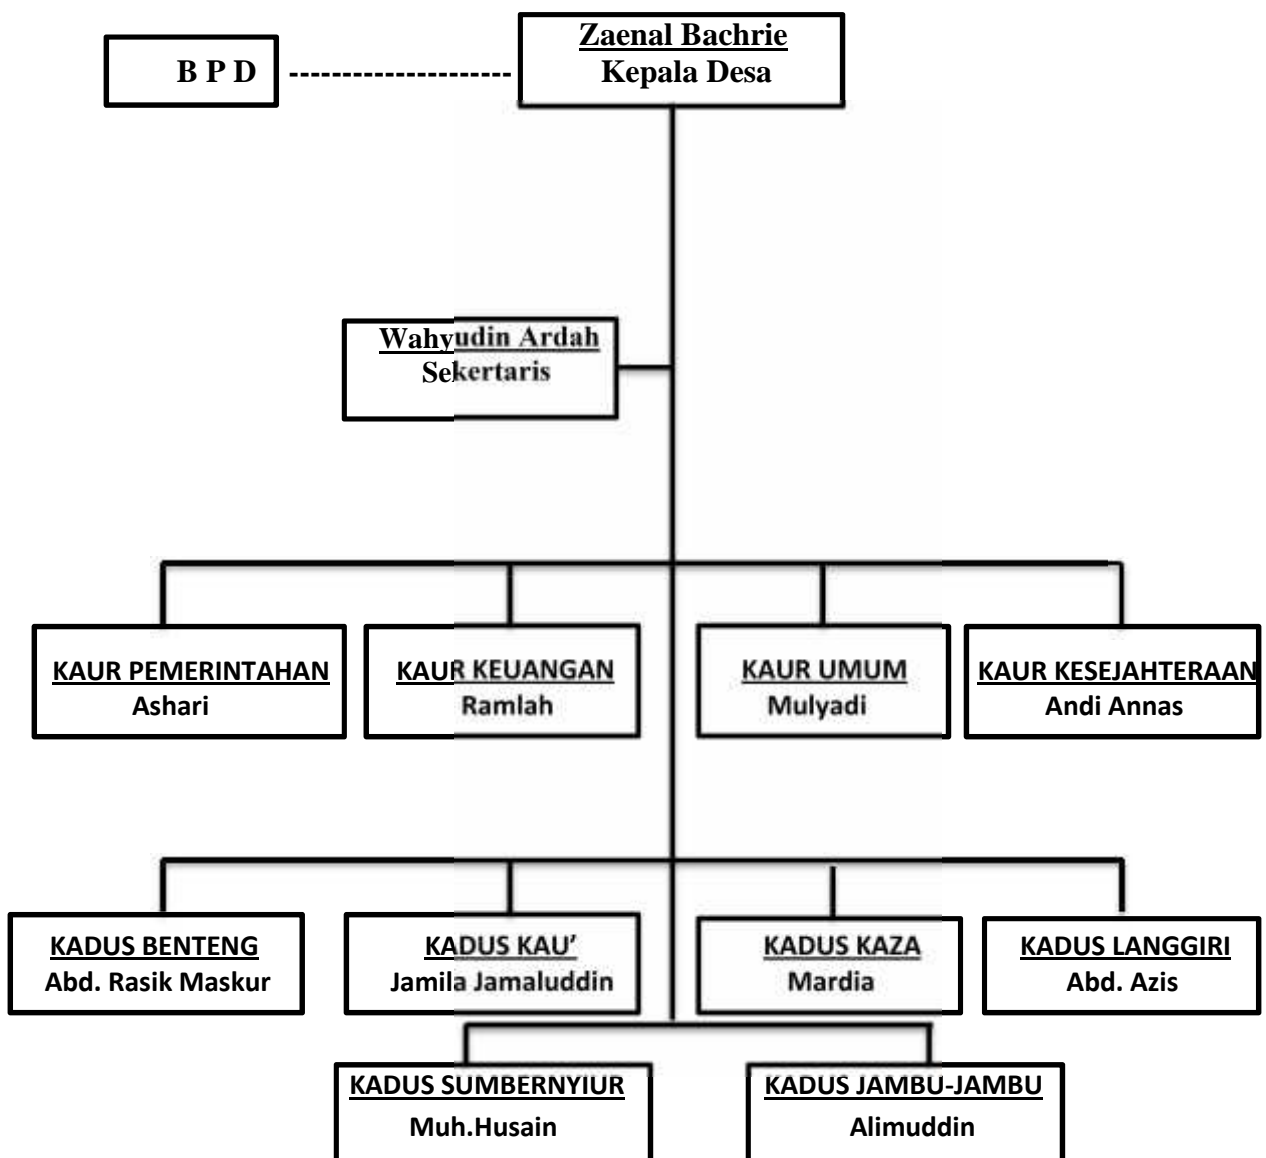 Zaenal Bachrie
B P D
Kepala Desa
Wahyudin Ardah
Sekertaris
KAUR PEMERINTAHAN
Ashari
KAUR KEUANGAN
Ramlah
KAUR UMUM
Mulyadi
KAUR KESEJAHTERAAN
Andi Annas
KADUS BENTENG
Abd. Rasik Maskur
KADUS KAU’
Jamila Jamaluddin
KADUS KAZA
Mardia
KADUS LANGGIRI
Abd. Azis
KADUS SUMBERNYIUR
Muh.Husain
KADUS JAMBU-JAMBU
Alimuddin